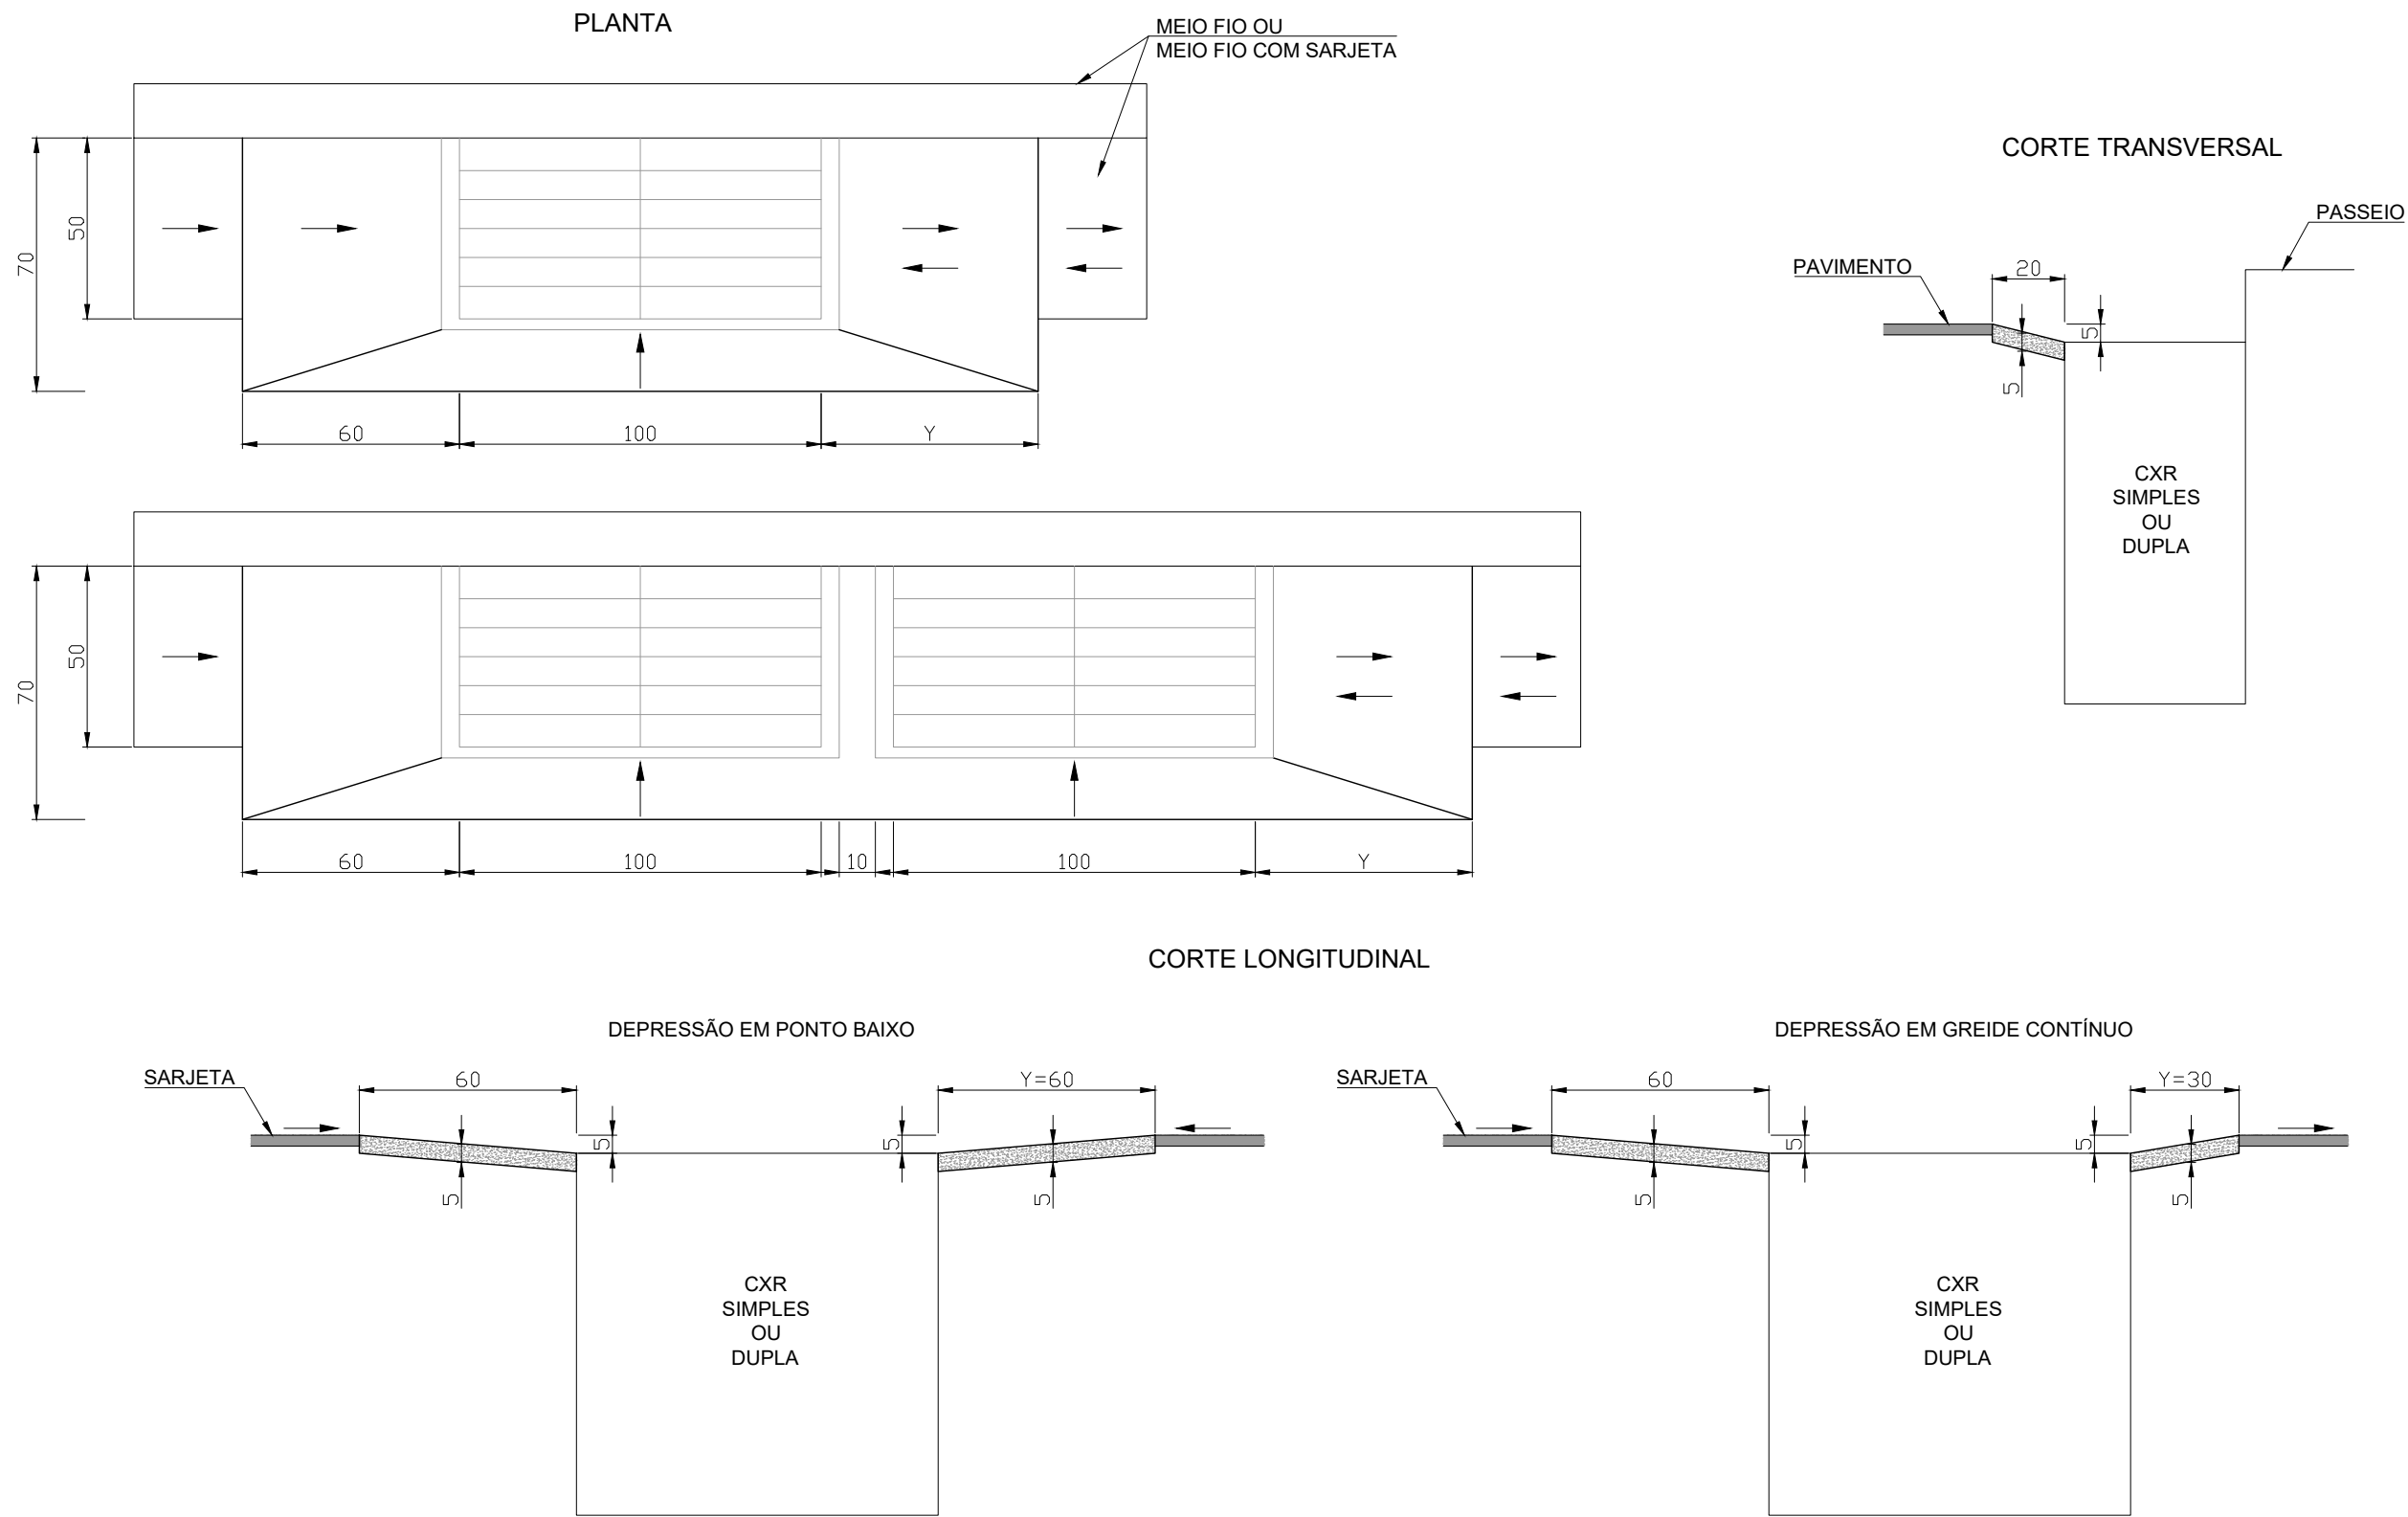 PLANTA
MEIO FIO OU
MEIO FIO COM SARJETA
50
70
60
100
Y
CORTE TRANSVERSAL
PASSEIO
PAVIMENTO
20
5
5
CXR
SIMPLES
OU
DUPLA
50
70
60
100
10
100
Y
CORTE LONGITUDINAL
DEPRESSÃO EM PONTO BAIXO
SARJETA
60
Y=60
5
5
5
5
CXR
SIMPLES
OU
DUPLA
DEPRESSÃO EM GREIDE CONTÍNUO
SARJETA
60
Y=30
5
5
5
5
CXR
SIMPLES
OU
DUPLA